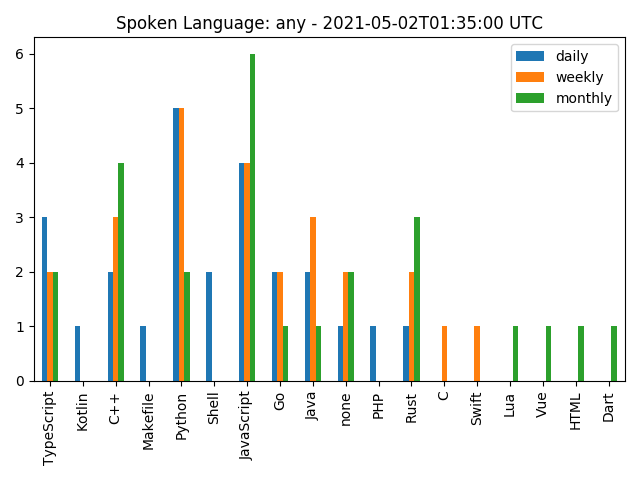 Spoken Language: any - 2021-05-02T01:35:00 UTC
daily
weekly
monthly
6
5
4
3
2
1
0
TypeScript
Kotlin
C++
Makefile
Python
Shell
JavaScript
Go
Java
none
PHP
Rust
C
Swift
Lua
Vue
HTML
Dart